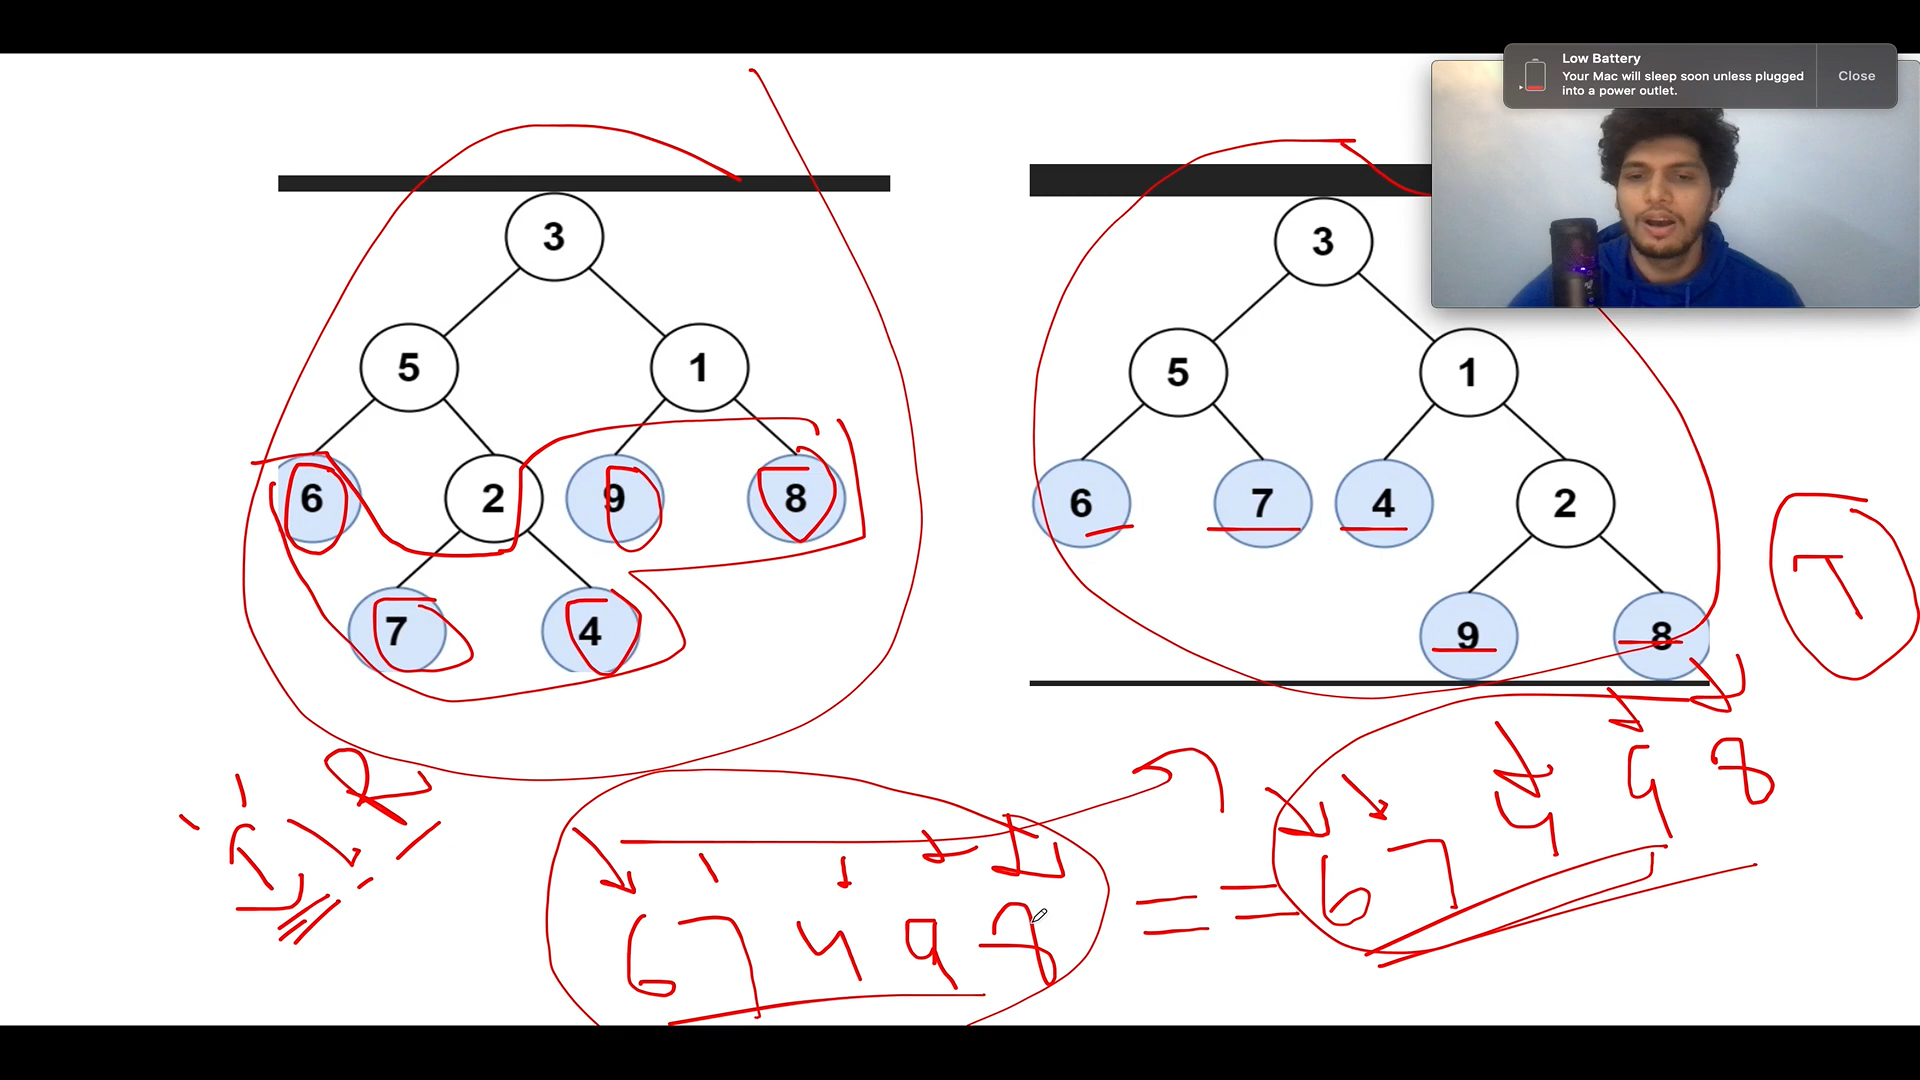 Low Battery
Your Mac will sleep soon unless plugged
into a power outlet.
Close
3
5 1
6 2 9 8
7 4
3
5 1
6 7 4 2
9 8
T
R
6 7 4 9 8 == 6 7 4 9 8